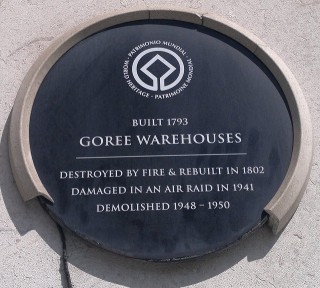 PATRIMONIO MUNDIAL • WORLD HERITAGE • PATRIMOINE MONDIAL •
BUILT 1793
GOREE WAREHOUSES
DESTROYED BY FIRE & REBUILT IN 1802
DAMAGED IN AN AIR RAID IN 1941
DEMOLISHED 1948 – 1950